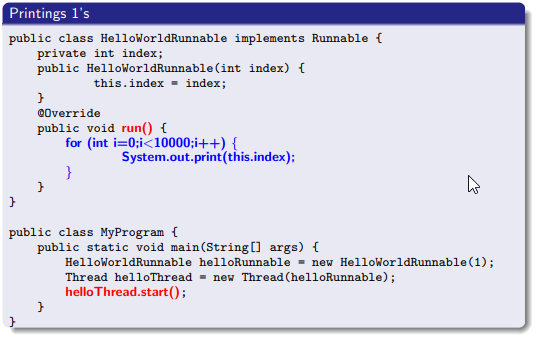 Printings 1's
public class HelloWorldRunnable implements Runnable {
private int index;
public HelloWorldRunnable(int index) {
this.index = index;
}
@Override
public void run() {
for (int i=0;i<10000;i++) {
System.out.print(this.index);
}
}
}
public class MyProgram {
public static void main(String[] args) {
HelloWorldRunnable helloRunnable = new HelloWorldRunnable(1);
Thread helloThread = new Thread(helloRunnable);
helloThread.start();
}
}